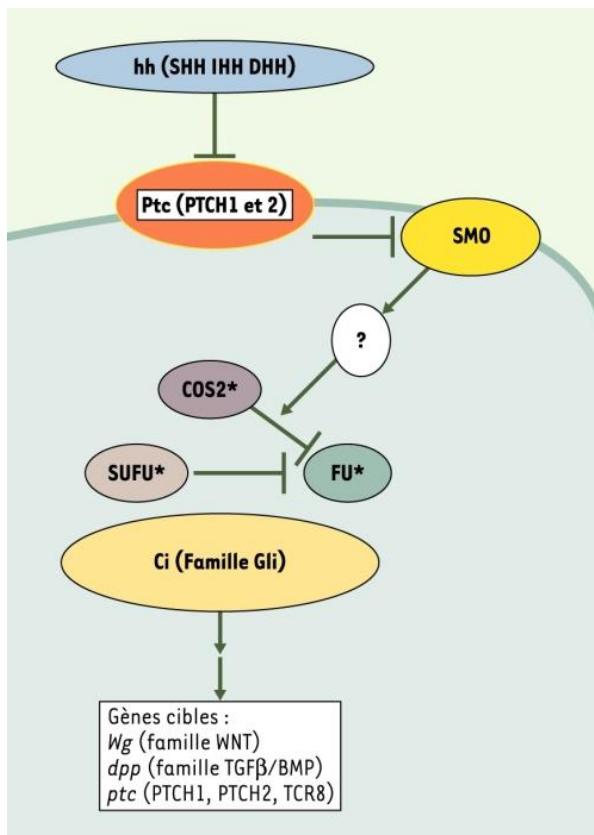 hh (SHH IHH DHH)
Ptc (PTCH1 et 2)
SMO
?
COS2*
SUFU*
FU*
Ci (Famille Gli)
Gènes cibles :
Wg (famille WNT)
dpp (famille TGFβ/BMP)
ptc (PTCH1, PTCH2, TCR8)